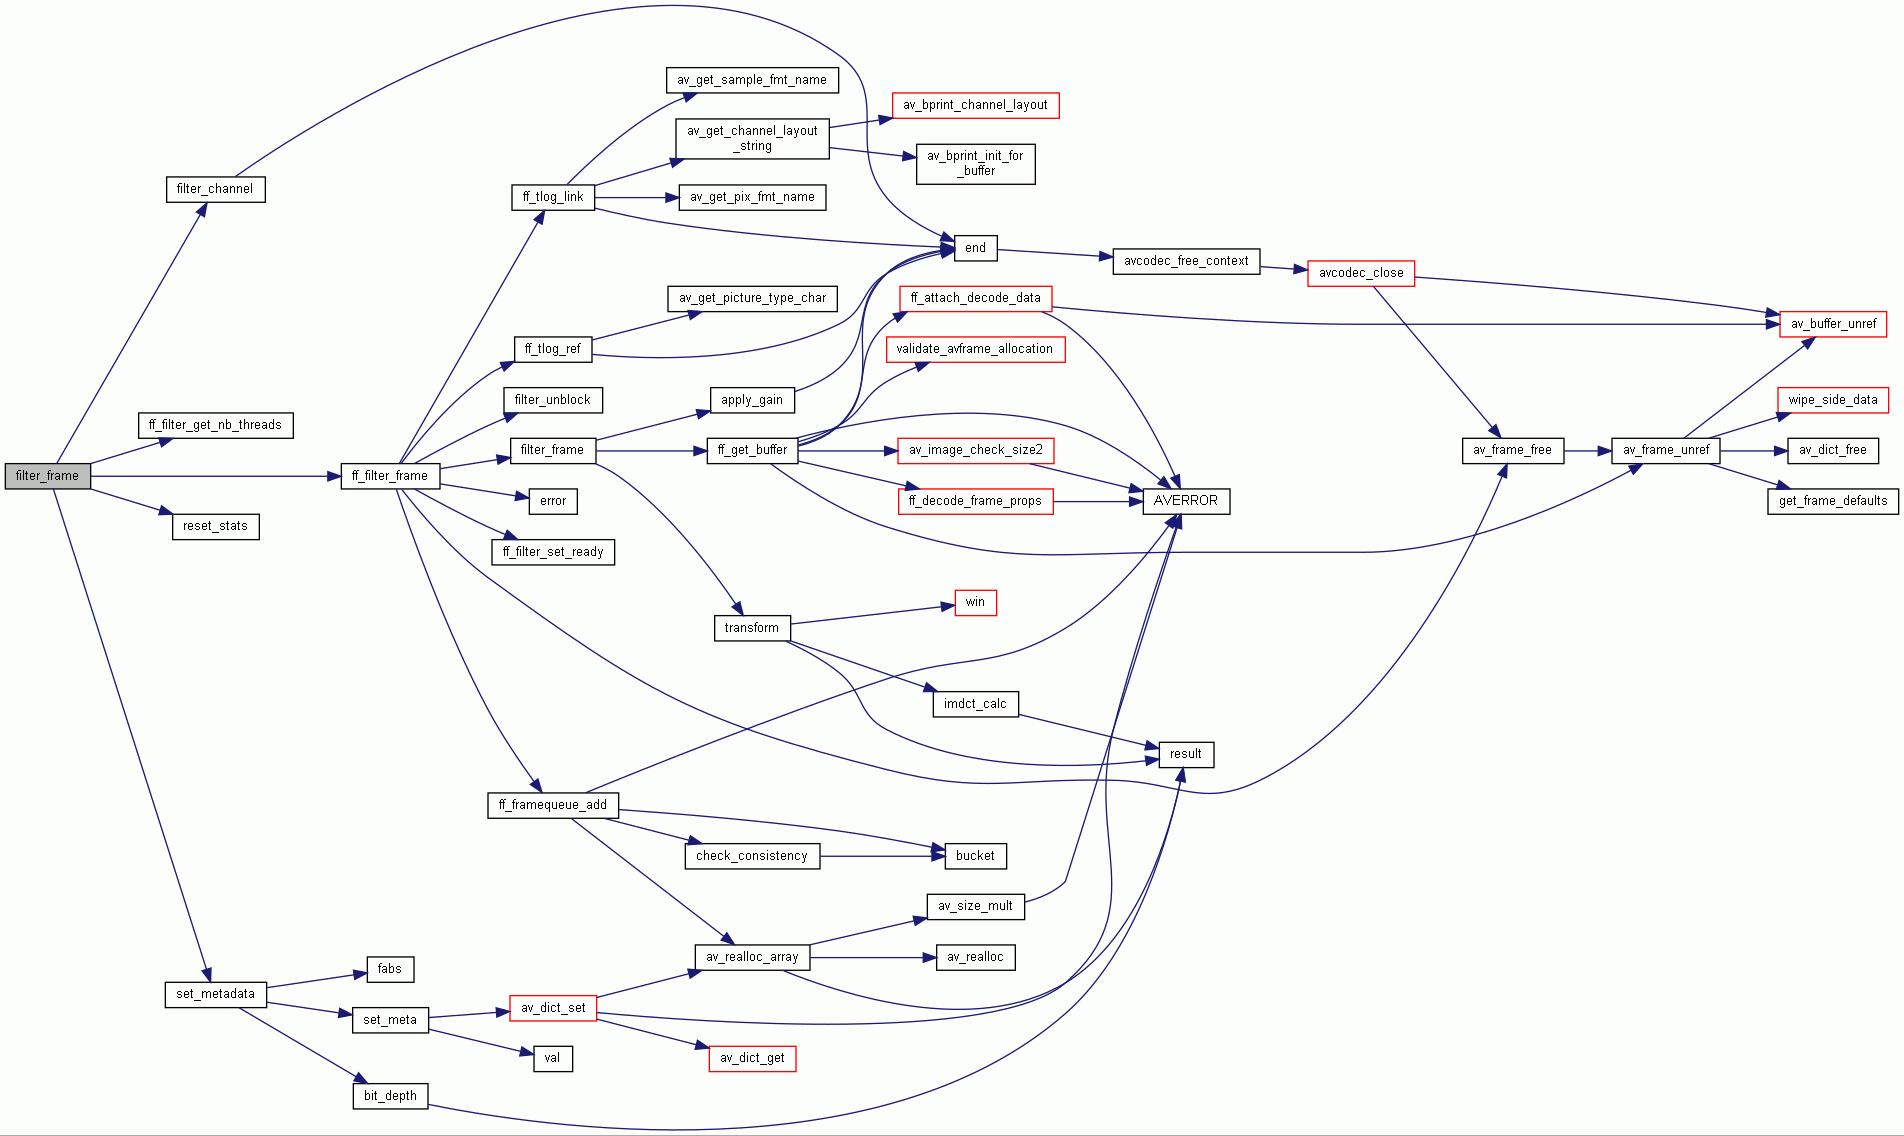 av_get_sample_fmt_name
av_bprint_channel_layout
av_get_channel_layout
_string
av_bprint_init_for
_buffer
filter_channel
ff_tlog_link
av_get_pix_fmt_name
end
avcodec_free_context
avcodec_close
av_get_picture_type_char
ff_attach_decode_data
av_buffer_unref
ff_tlog_ref
validate_avframe_allocation
filter_unblock
apply_gain
wipe_side_data
ff_filter_get_nb_threads
filter_frame
ff_get_buffer
av_image_check_size2
av_frame_free
av_frame_unref
av_dict_free
filter_frame
ff_filter_frame
error
ff_decode_frame_props
AVERROR
get_frame_defaults
reset_stats
ff_filter_set_ready
win
transform
imdct_calc
result
ff_framequeue_add
check_consistency
bucket
av_size_mult
av_realloc_array
av_realloc
fabs
set_metadata
av_dict_set
set_meta
val
av_dict_get
bit_depth